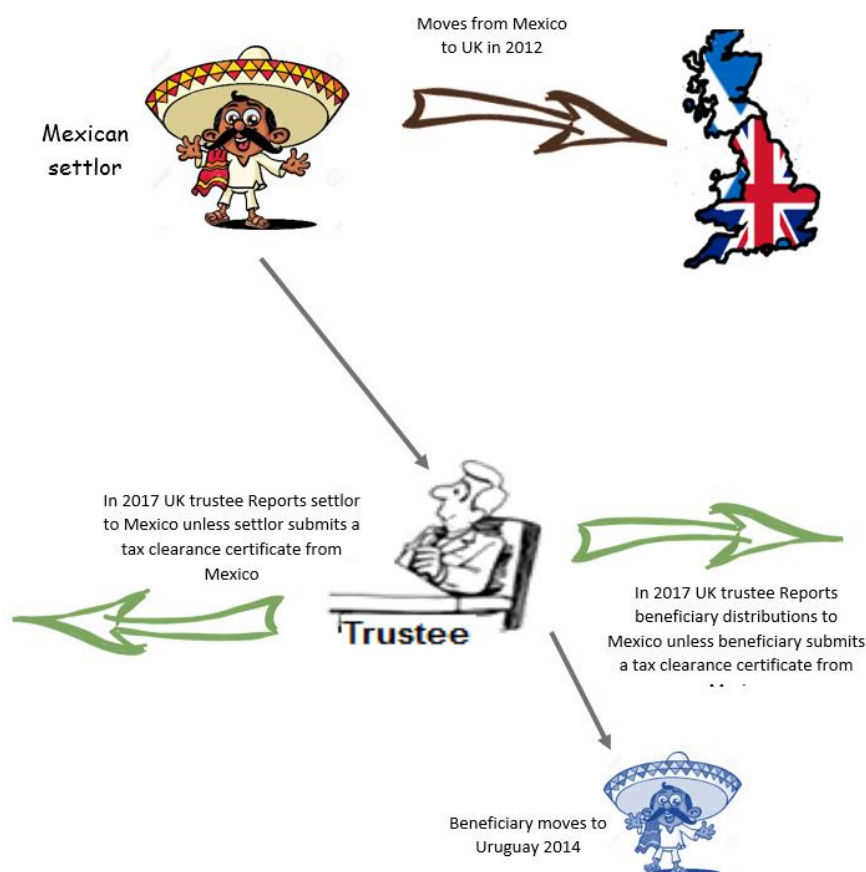 Moves from Mexico
to UK in 2012
Mexican
settlor
In 2017 UK trustee Reports settlor
to Mexico unless settlor submits a
tax clearance certificate from
Mexico
Trustee
In 2017 UK trustee Reports
beneficiary distributions to
Mexico unless beneficiary submits
a tax clearance certificate from
Beneficiary moves to
Uruguay 2014